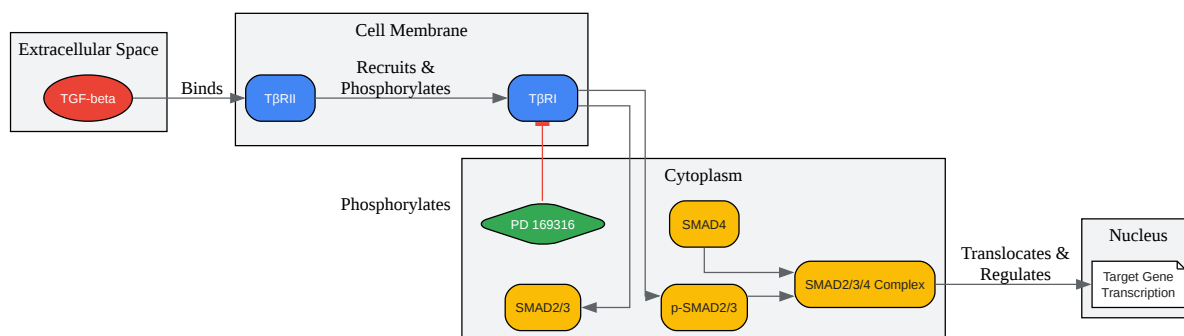 Extracellular Space
TGF-beta
Binds
Cell Membrane
TβRII
Recruits &
Phosphorylates
TβRI
Phosphorylates
Cytoplasm
PD 169316
SMAD4
SMAD2/3
p-SMAD2/3
SMAD2/3/4 Complex
Translocates &
Regulates
Nucleus
Target Gene
Transcription